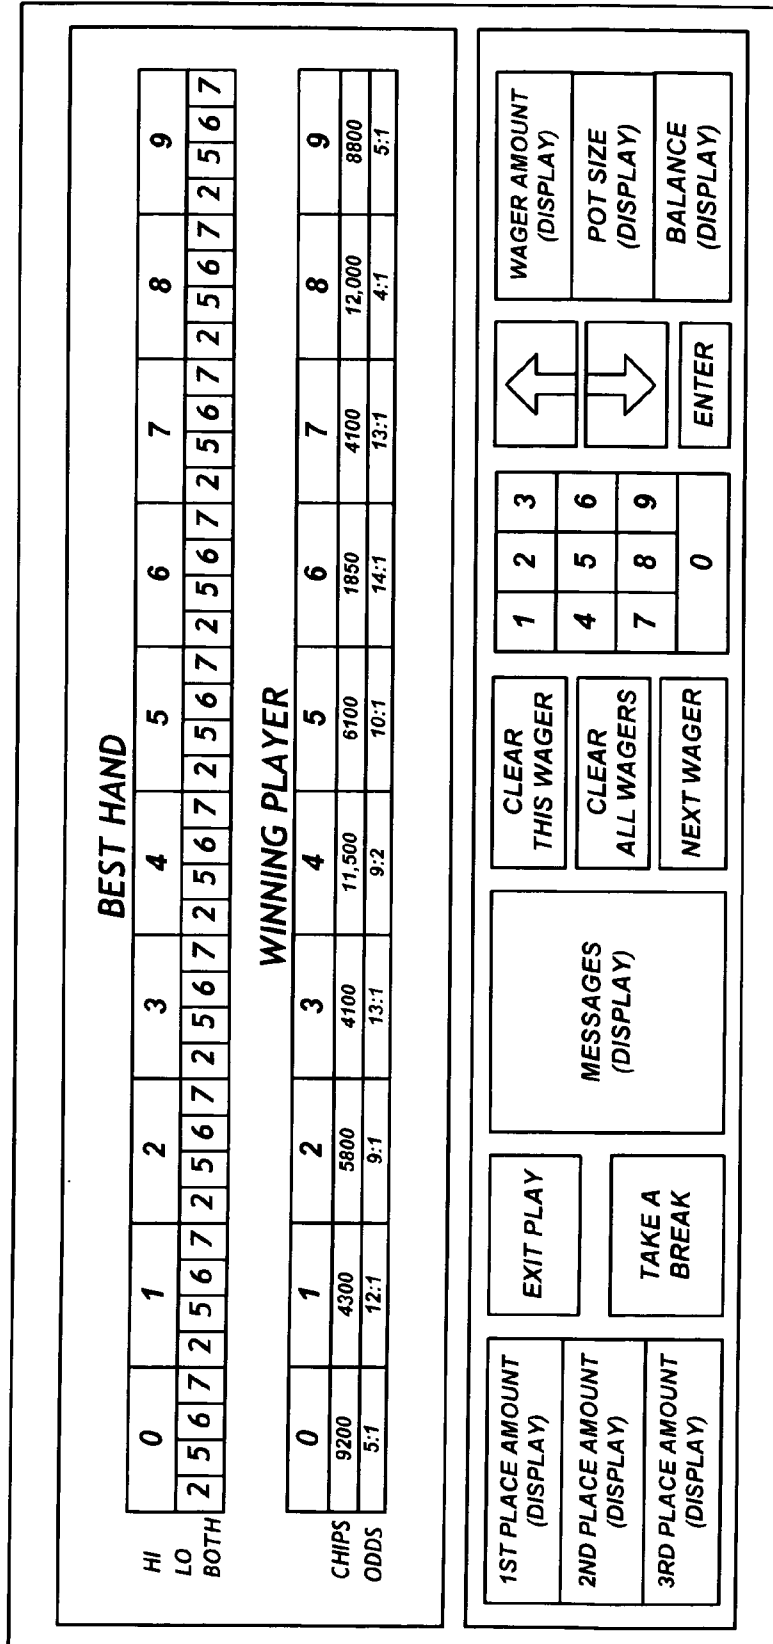 BEST HAND
HI 0 1 2 3 4 5 6 7 8 9
LO
BOTH 2 5 6 7 2 5 6 7 2 5 6 7 2 5 6 7 2 5 6 7 2 5 6 7 2 5 6 7 2 5 6 7 2 5 6 7 2 5 6 7
WINNING PLAYER
0 1 2 3 4 5 6 7 8 9
CHIPS 9200 4300 5800 4100 11,500 6100 1850 4100 12,000 8800
ODDS 5:1 12:1 9:1 13:1 9:2 10:1 14:1 13:1 4:1 5:1
1ST PLACE AMOUNT
(DISPLAY)
2ND PLACE AMOUNT
(DISPLAY)
3RD PLACE AMOUNT
(DISPLAY)
EXIT PLAY
TAKE A
BREAK
MESSAGES
(DISPLAY)
CLEAR
THIS WAGER
CLEAR
ALL WAGERS
NEXT WAGER
1 2 3
4 5 6
7 8 9
0
ENTER
WAGER AMOUNT
(DISPLAY)
POT SIZE
(DISPLAY)
BALANCE
(DISPLAY)